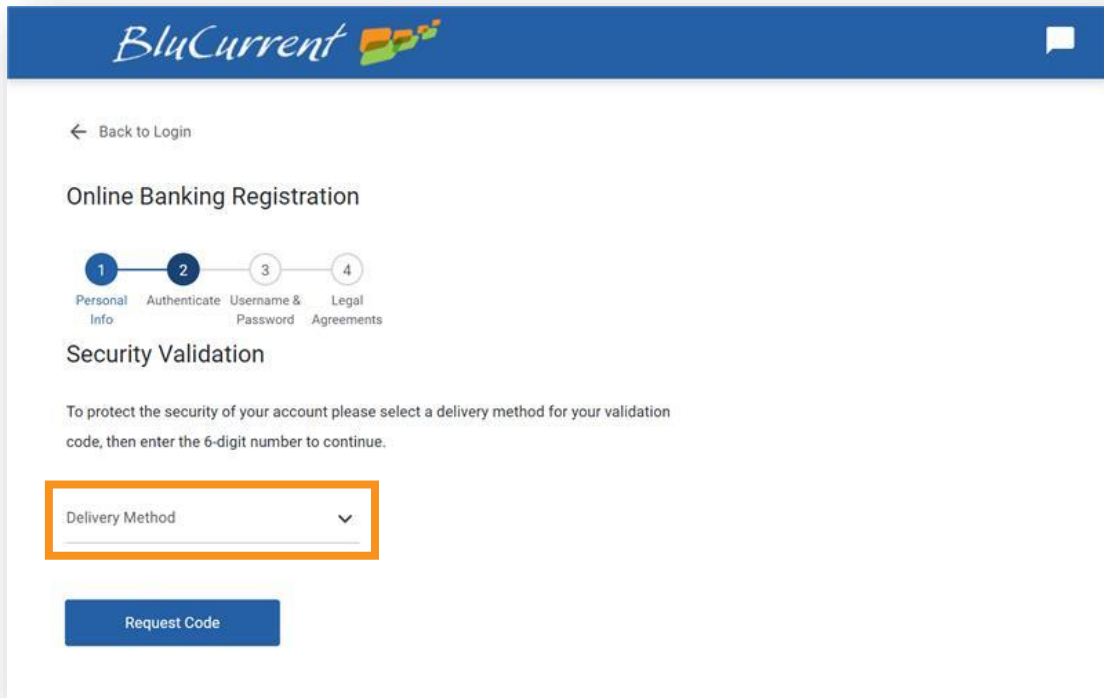 BluCurrent
Back to Login
Online Banking Registration
1 2 3 4
Personal Authenticate Username & Legal
Info Password Agreements
Security Validation
To protect the security of your account please select a delivery method for your validation
code, then enter the 6-digit number to continue.
Delivery Method
Request Code